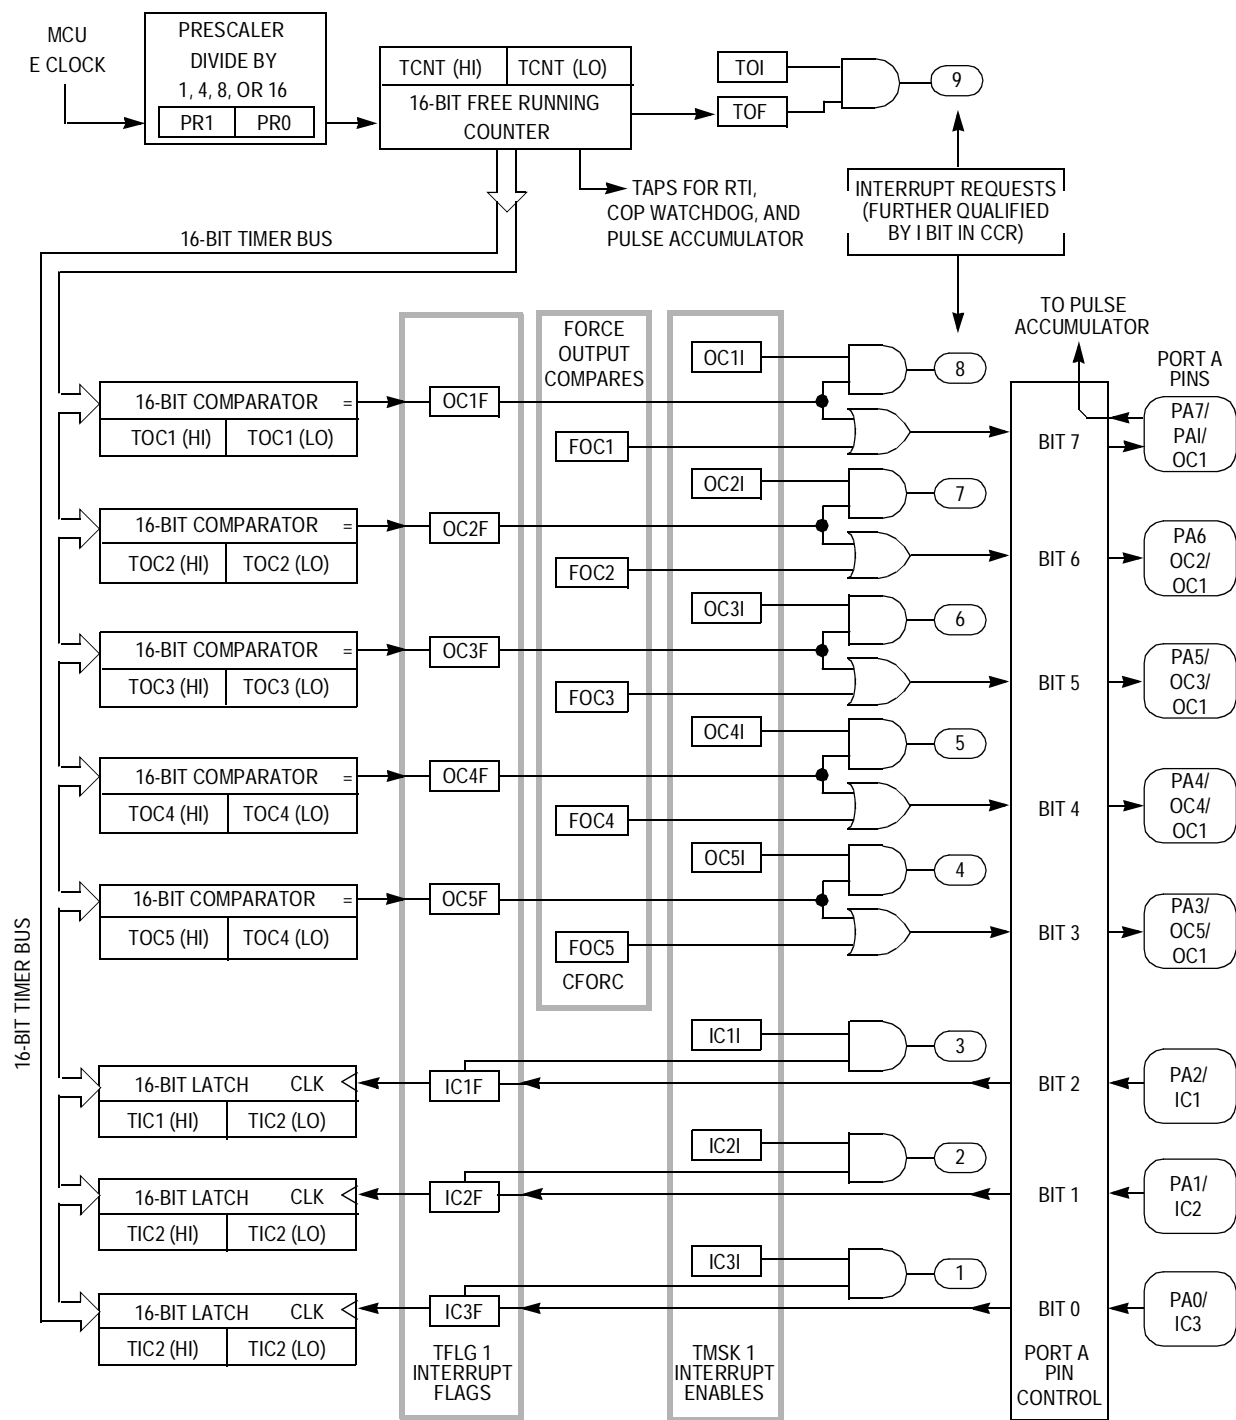 MCU
E CLOCK
PRESCALER
DIVIDE BY
1, 4, 8, OR 16
PR1 PR0
TCNT (HI) TCNT (LO)
16-BIT FREE RUNNING
COUNTER
TOI
TOF
9
TAPS FOR RTI,
COP WATCHDOG, AND
PULSE ACCUMULATOR
INTERRUPT REQUESTS
(FURTHER QUALIFIED
BY I BIT IN CCR)
16-BIT TIMER BUS
16-BIT TIMER BUS
TO PULSE
ACCUMULATOR
PORT A
PINS
FORCE
OUTPUT
COMPARES
OC1I
8
16-BIT COMPARATOR =
TOC1 (HI) TOC1 (LO)
OC1F
FOC1
BIT 7
PA7/
PAI/
OC1
OC2I
7
16-BIT COMPARATOR =
TOC2 (HI) TOC2 (LO)
OC2F
FOC2
BIT 6
PA6
OC2/
OC1
OC3I
6
16-BIT COMPARATOR =
TOC3 (HI) TOC3 (LO)
OC3F
FOC3
BIT 5
PA5/
OC3/
OC1
OC4I
5
16-BIT COMPARATOR =
TOC4 (HI) TOC4 (LO)
OC4F
FOC4
BIT 4
PA4/
OC4/
OC1
OC5I
4
16-BIT COMPARATOR =
TOC5 (HI) TOC4 (LO)
OC5F
FOC5
CFORC
BIT 3
PA3/
OC5/
OC1
IC1I
3
16-BIT LATCH CLK
TIC1 (HI) TIC2 (LO)
IC1F
BIT 2
PA2/
IC1
IC2I
2
16-BIT LATCH CLK
TIC2 (HI) TIC2 (LO)
IC2F
BIT 1
PA1/
IC2
IC3I
1
16-BIT LATCH CLK
TIC2 (HI) TIC2 (LO)
IC3F
BIT 0
PA0/
IC3
TFLG 1
INTERRUPT
FLAGS
TMSK 1
INTERRUPT
ENABLES
PORT A
PIN
CONTROL